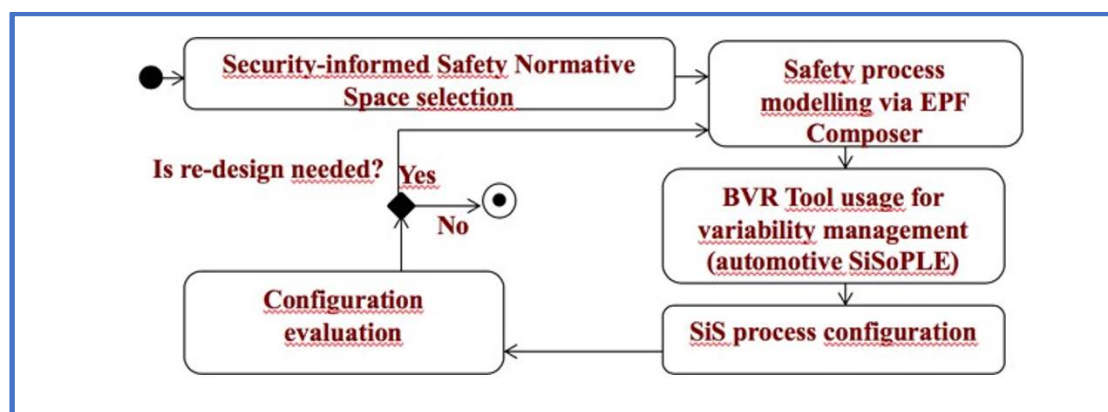 Security-informed Safety Normative
Space selection
Safety process
modelling via EPF
Composer
Is re-design needed?
Yes
No
BVR Tool usage for
variability management
(automotive SiSoPLE)
Configuration
evaluation
SiS process configuration